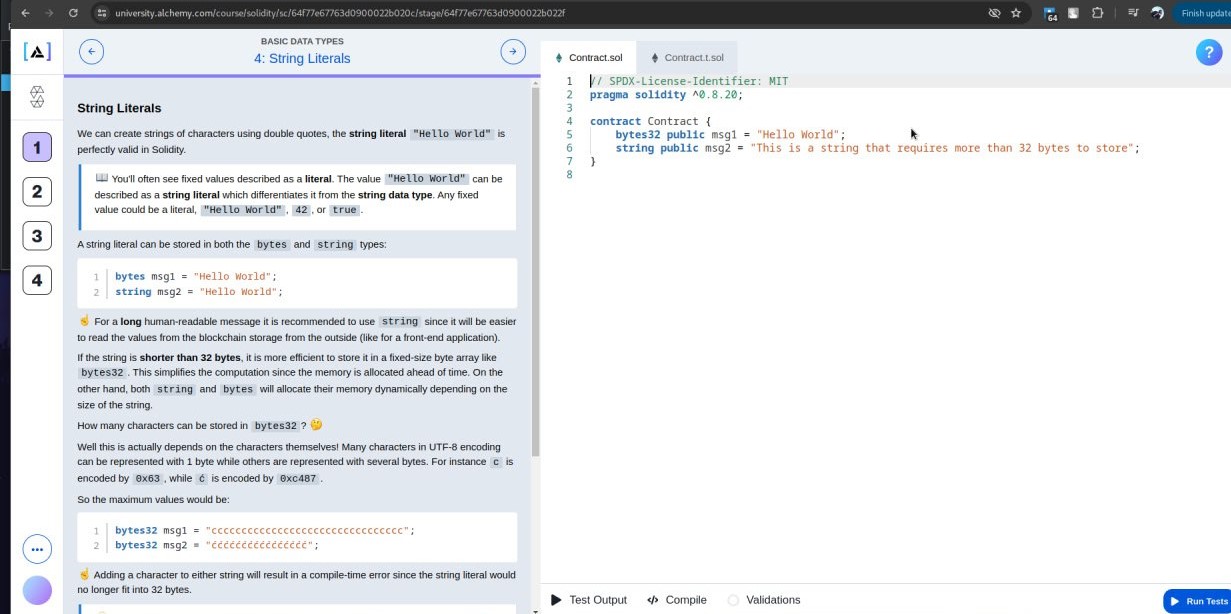 university.alchemy.com/course/solidity/sc/64f77e67763d0900022b020c/stage/64f77e67763d0900022b022f
64
Finish update
BASIC DATA TYPES
4: String Literals
1
2
3
4
String Literals
We can create strings of characters using double quotes, the string literal "Hello World" is
perfectly valid in Solidity.
📖 You'll often see fixed values described as a literal. The value "Hello World" can be
described as a string literal which differentiates it from the string data type. Any fixed
value could be a literal, "Hello World", 42, or true.
A string literal can be stored in both the bytes and string types:
1 bytes msg1 = "Hello World";
2 string msg2 = "Hello World";
☝ For a long human-readable message it is recommended to use string since it will be easier
to read the values from the blockchain storage from the outside (like for a front-end application).
If the string is shorter than 32 bytes, it is more efficient to store it in a fixed-size byte array like
bytes32. This simplifies the computation since the memory is allocated ahead of time. On the
other hand, both string and bytes will allocate their memory dynamically depending on the
size of the string.
How many characters can be stored in bytes32? 🤔
Well this is actually depends on the characters themselves! Many characters in UTF-8 encoding
can be represented with 1 byte while others are represented with several bytes. For instance c is
encoded by 0x63, while ć is encoded by 0xc487.
So the maximum values would be:
1 bytes32 msg1 = "cccccccccccccccccccccccccccccccc";
2 bytes32 msg2 = "ćććććććććććććććć";
☝ Adding a character to either string will result in a compile-time error since the string literal would
no longer fit into 32 bytes.
Contract.sol
Contract.t.sol
?
1 // SPDX-License-Identifier: MIT
2 pragma solidity ^0.8.20;
3
4 contract Contract {
5 bytes32 public msg1 = "Hello World";
6 string public msg2 = "This is a string that requires more than 32 bytes to store";
7 }
8
Test Output
</> Compile
Validations
Run Tests